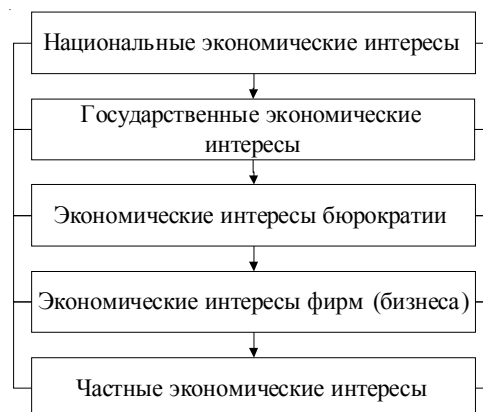 Национальные экономические интересы
Государственные экономические
интересы
Экономические интересы бюрократии
Экономические интересы фирм (бизнеса)
Частные экономические интересы